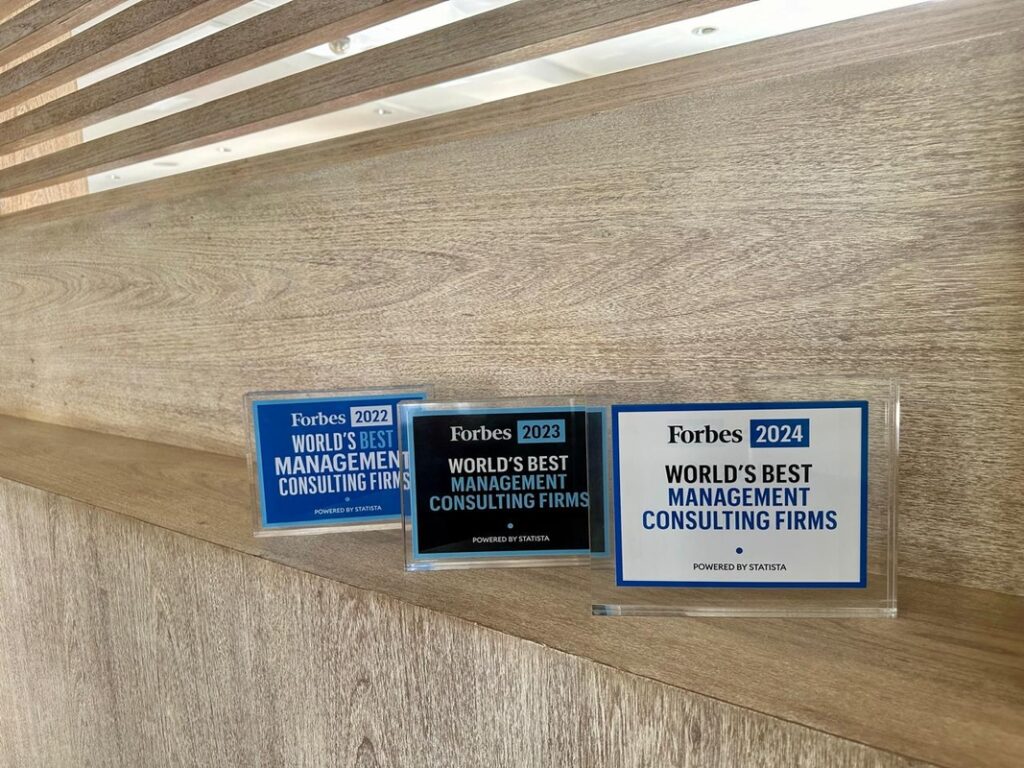 Forbes 2022
WORLD'S BEST
MANAGEMENT
CONSULTING FIRMS
POWERED BY STATISTA
Forbes 2023
WORLD'S BEST
MANAGEMENT
CONSULTING FIRMS
POWERED BY STATISTA
Forbes 2024
WORLD'S BEST
MANAGEMENT
CONSULTING FIRMS
POWERED BY STATISTA